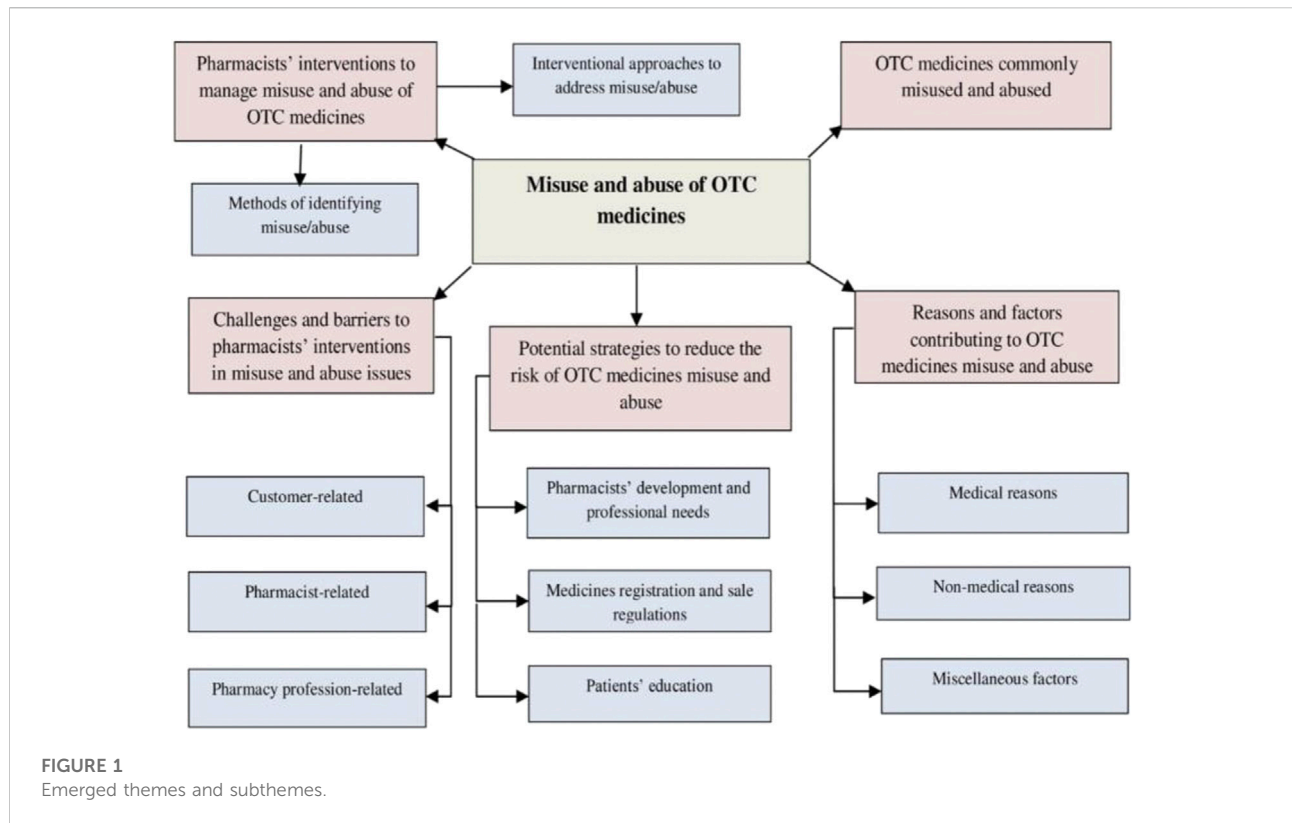 Pharmacists' interventions to
manage misuse and abuse of
OTC medicines
Interventional approaches to
address misuse/abuse
OTC medicines commonly
misused and abused
Methods of identifying
misuse/abuse
Misuse and abuse of OTC
medicines
Challenges and barriers to
pharmacists' interventions
in misuse and abuse issues
Potential strategies to reduce the
risk of OTC medicines misuse and
abuse
Reasons and factors
contributing to OTC
medicines misuse and abuse
Customer-related
Pharmacist-related
Pharmacy profession-related
Pharmacists' development and
professional needs
Medicines registration and sale
regulations
Patients' education
Medical reasons
Non-medical reasons
Miscellaneous factors
FIGURE 1
Emerged themes and subthemes.